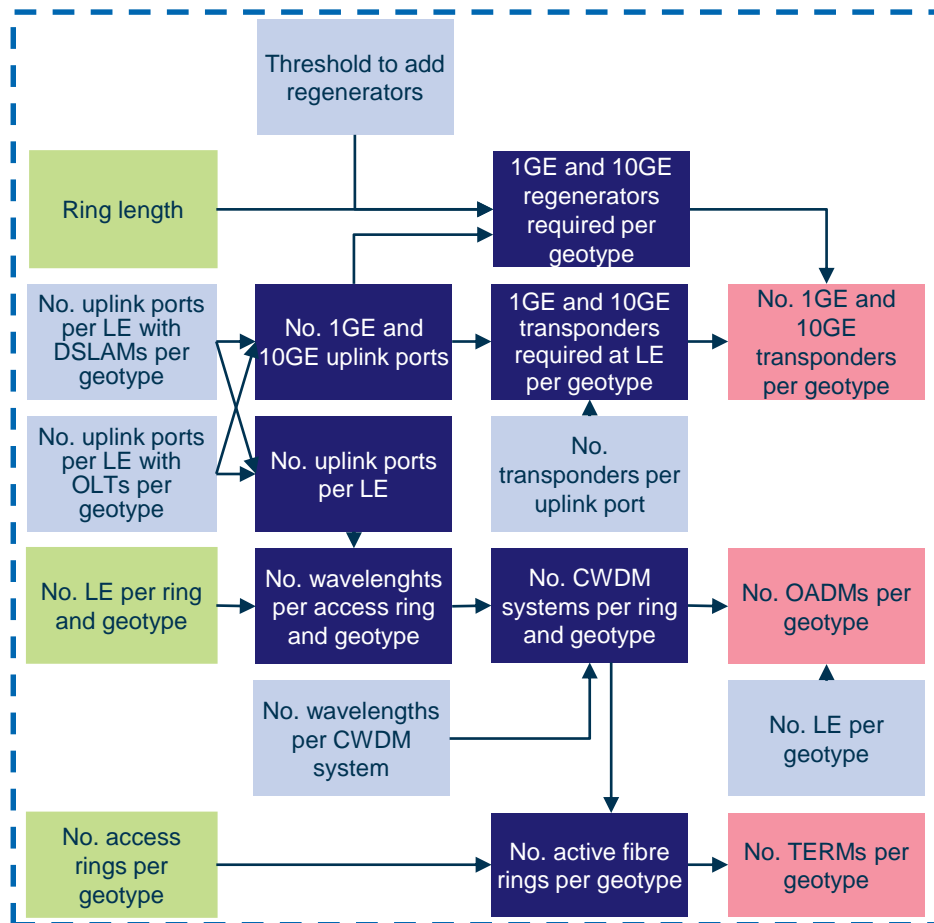 Threshold to add
regenerators
Ring length
1GE and 10GE
regenerators
required per
geotype
No. uplink ports
per LE with
DSLAMs per
geotype
No. 1GE and
10GE uplink ports
1GE and 10GE
transponders
required at LE
per geotype
No. 1GE and
10GE
transponders
per geotype
No. uplink ports
per LE with
OLTs per
geotype
No. uplink ports
per LE
No.
transponders per
uplink port
No. LE per ring
and geotype
No. wavelenghts
per access ring
and geotype
No. CWDM
systems per ring
and geotype
No. OADMs per
geotype
No. wavelengths
per CWDM
system
No. LE per
geotype
No. access
rings per
geotype
No. active fibre
rings per geotype
No. TERMs per
geotype